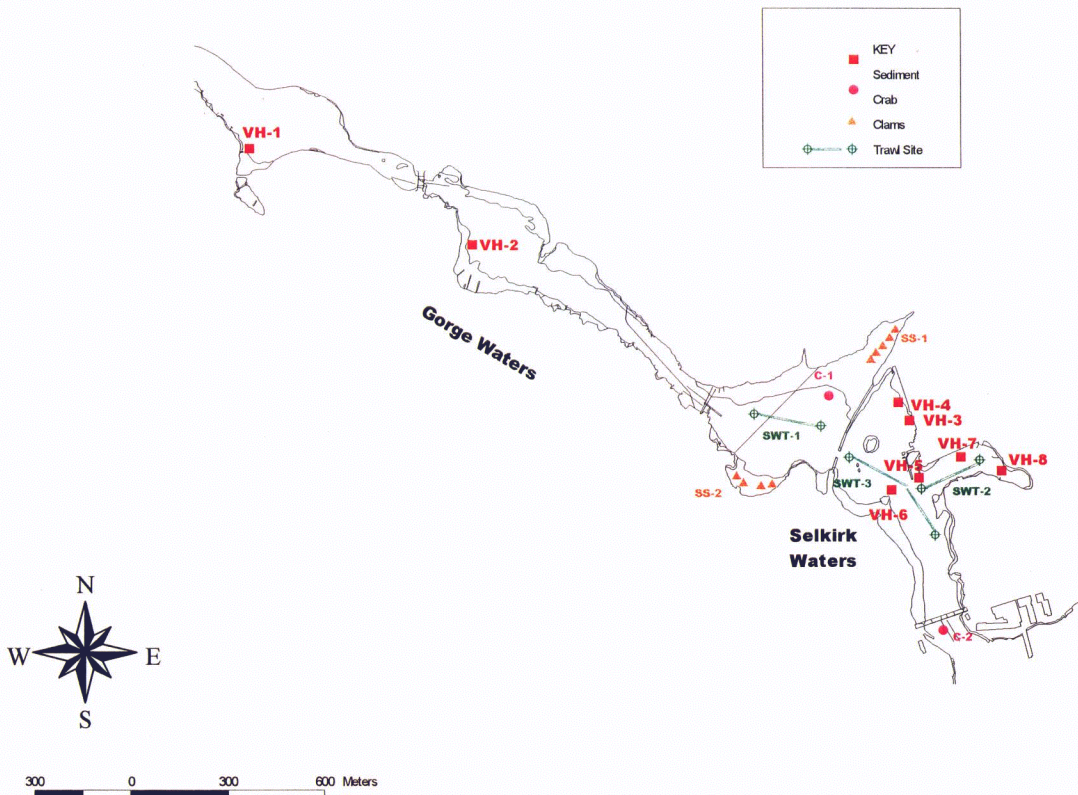 KEY
Sediment
Crab
Clams
Trawl Site
VH-1
VH-2
Gorge Waters
SS-1
C-1
VH-4
VH-3
SWT-1
VH-7
VH-5
VH-8
SWT-3
SWT-2
SS-2
VH-6
Selkirk
Waters
C-2
N
W
E
S
300 0 300 600 Meters